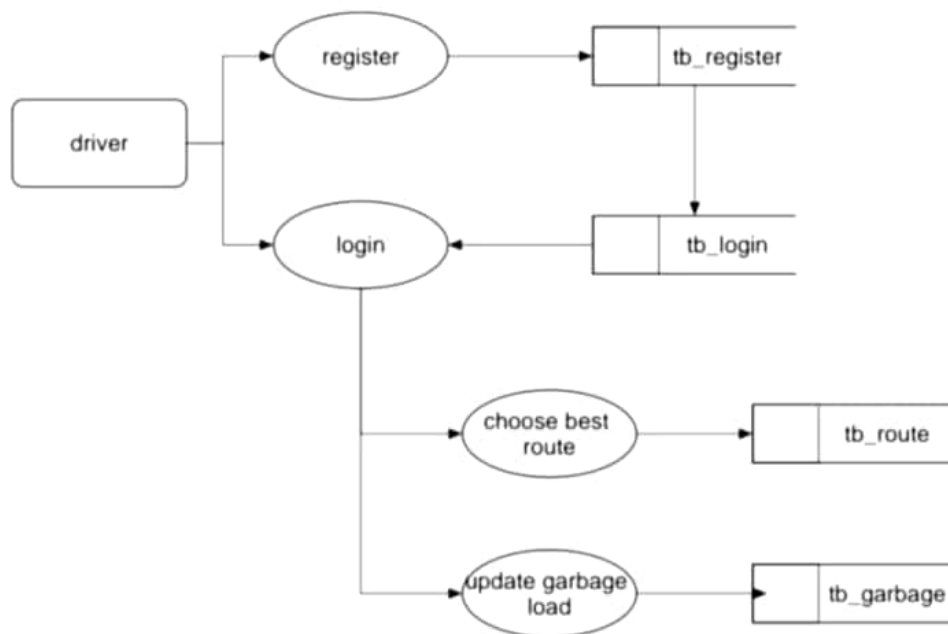 register
tb_register
driver
login
tb_login
choose best
route
tb_route
update garbage
load
tb_garbage